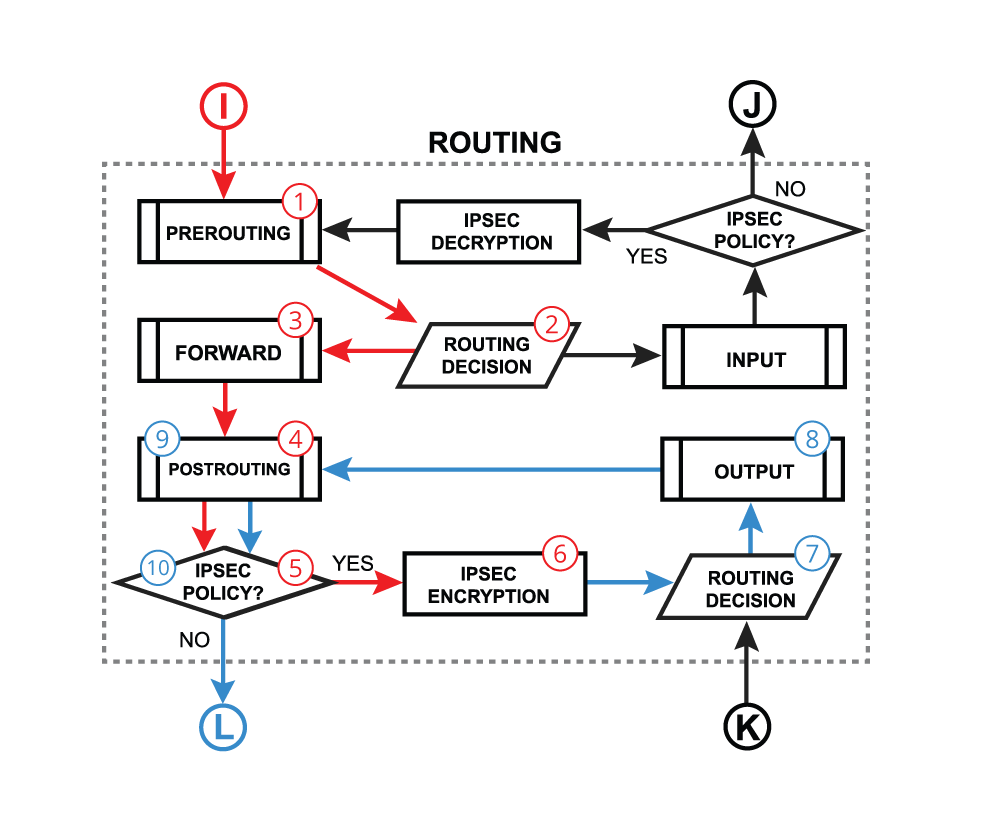 I
J
ROUTING
NO
1
PREROUTING
IPSEC
DECRYPTION
IPSEC
POLICY?
YES
3
FORWARD
2
ROUTING
DECISION
INPUT
9
4
POSTROUTING
8
OUTPUT
10
5
IPSEC
POLICY?
YES
6
IPSEC
ENCRYPTION
7
ROUTING
DECISION
NO
L
K